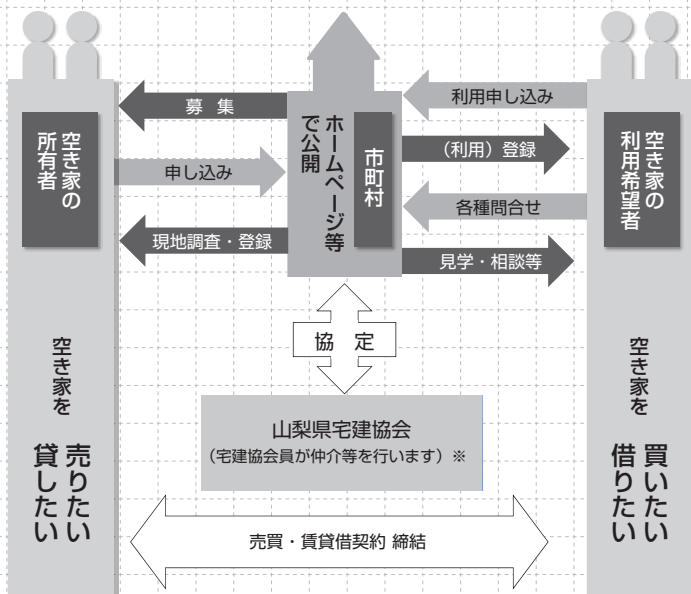 募 集
申し込み
現地調査・登録
空き家の
所有者
空き家を
売りたい
貸したい
ホームページ等
で公開
市町村
利用申し込み
（利用）登録
各種問合せ
見学・相談等
空き家の
利用希望者
空き家を
買いたい
借りたい
協 定
山梨県宅建協会
（宅建協会員が仲介等を行います）※
売買・賃貸借契約 締結